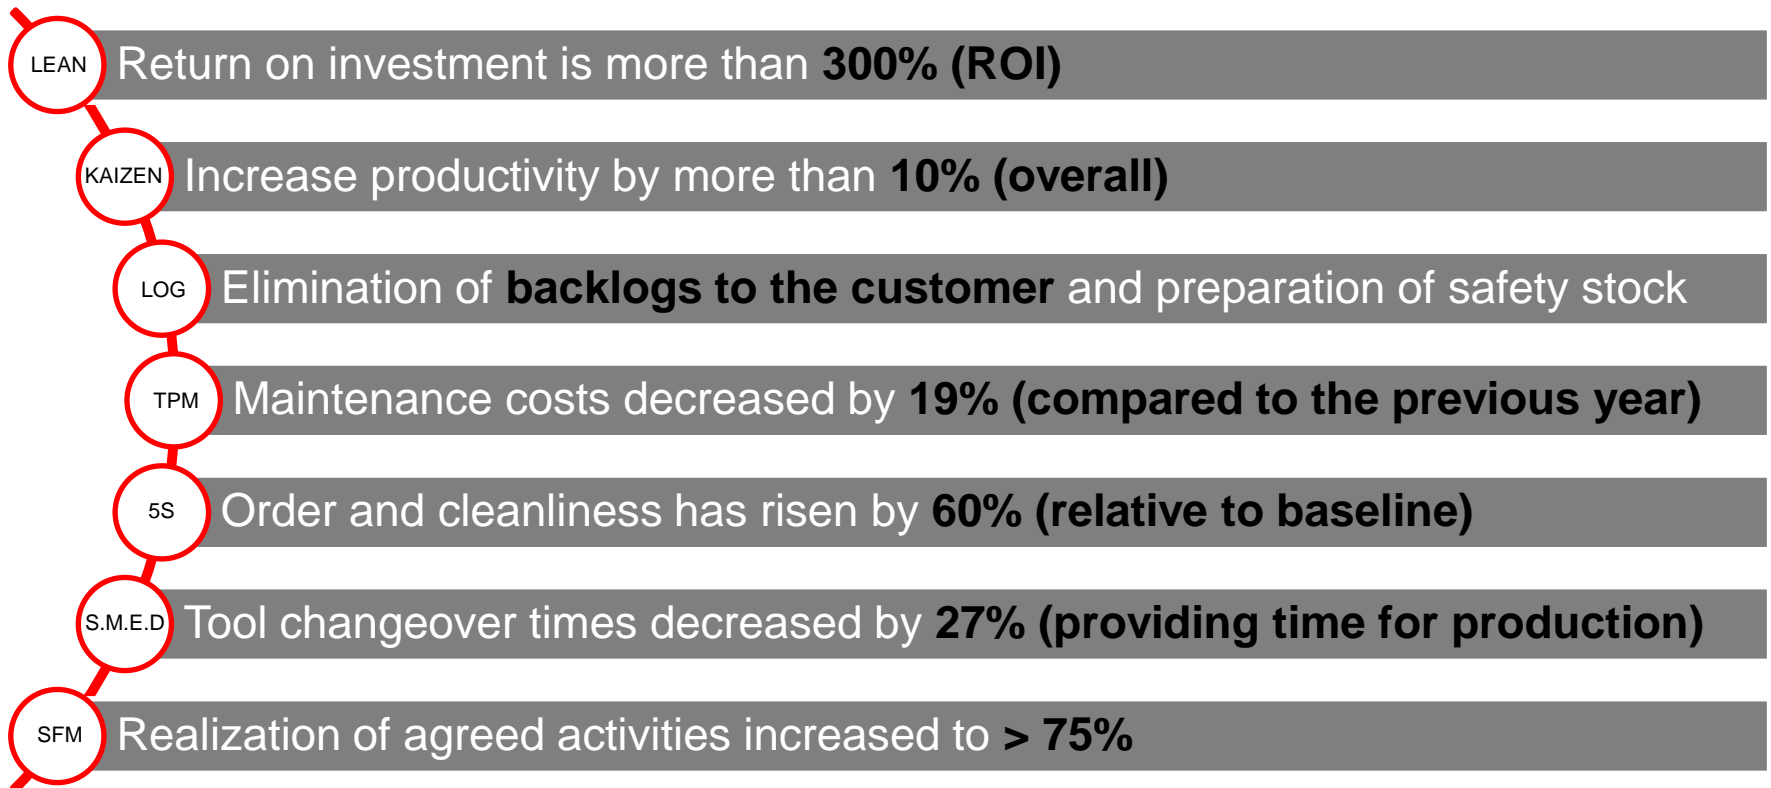 LEAN Return on investment is more than 300% (ROI)
KAIZEN Increase productivity by more than 10% (overall)
LOG Elimination of backlogs to the customer and preparation of safety stock
TPM Maintenance costs decreased by 19% (compared to the previous year)
5S Order and cleanliness has risen by 60% (relative to baseline)
S.M.E.D Tool changeover times decreased by 27% (providing time for production)
SFM Realization of agreed activities increased to > 75%